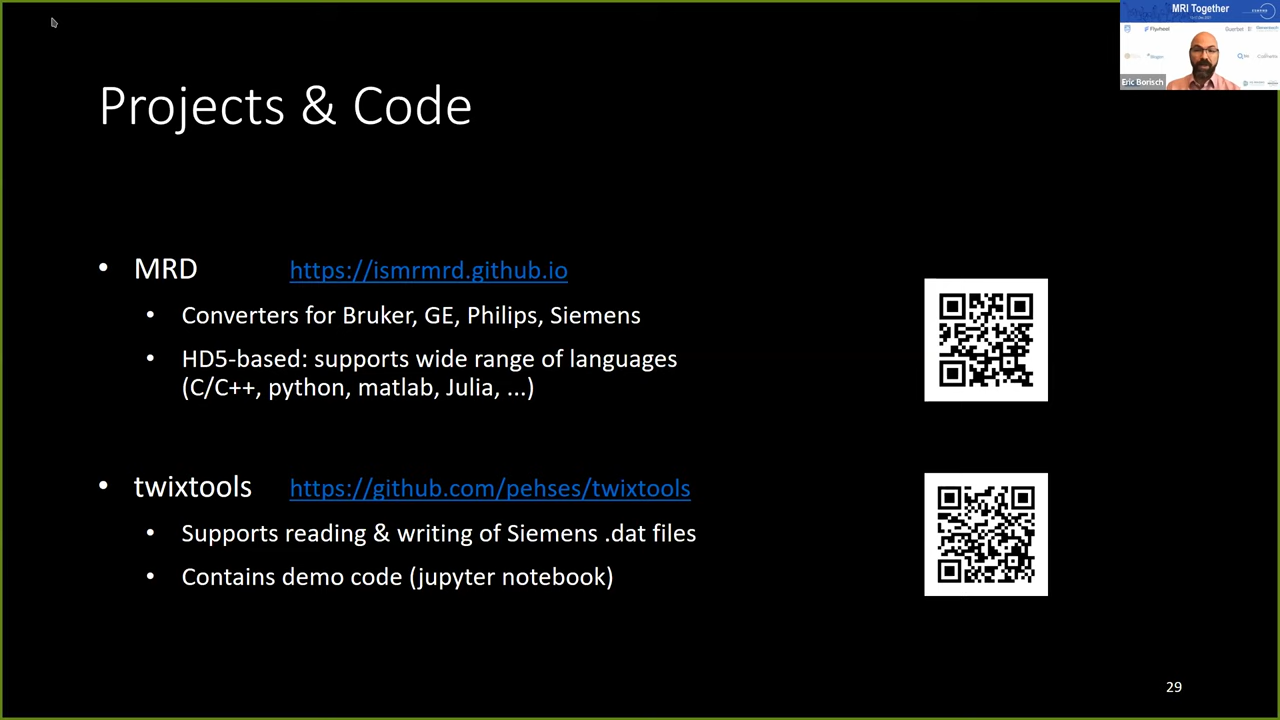 MRI Together
Flywheel
Guerbet
Eric Borisch
Projects & Code
• MRD https://ismrmrd.github.io
• Converters for Bruker, GE, Philips, Siemens
• HD5-based: supports wide range of languages
(C/C++, python, matlab, Julia, ...)
• twixtools https://github.com/pehses/twixtools
• Supports reading & writing of Siemens .dat files
• Contains demo code (jupyter notebook)
29